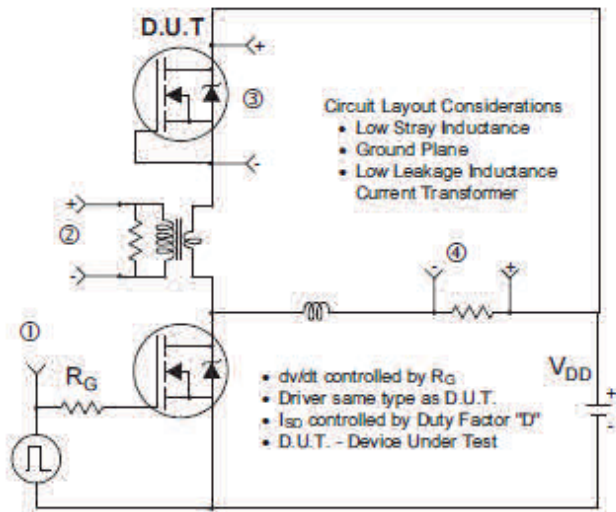 D.U.T
+
③
-
Circuit Layout Considerations
• Low Stray Inductance
• Ground Plane
• Low Leakage Inductance
Current Transformer
+
②
-
④
- +
①
RG
• dv/dt controlled by RG
• Driver same type as D.U.T.
• ISD controlled by Duty Factor "D"
• D.U.T. - Device Under Test
VDD
+
-